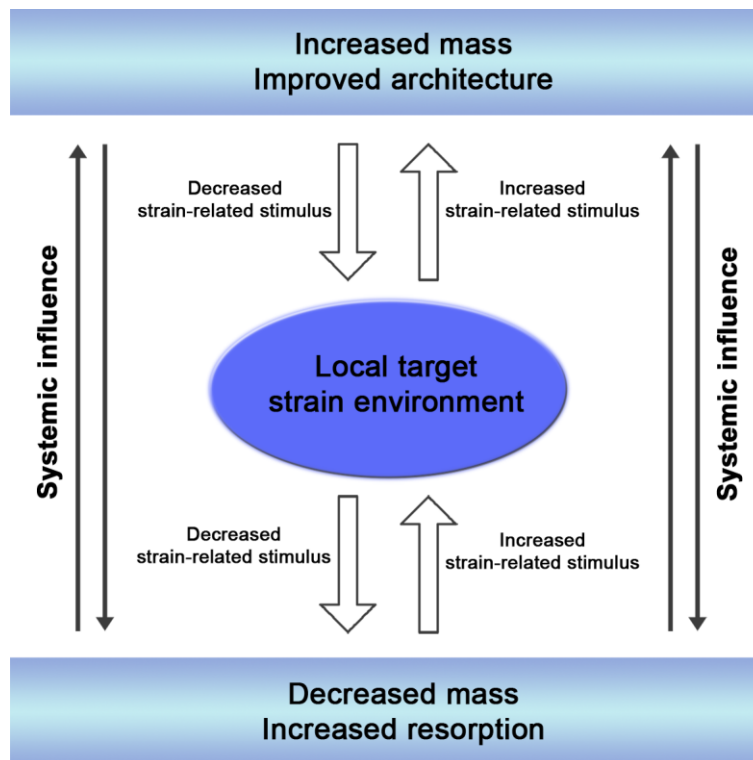 Increased mass
Improved architecture
Decreased
strain-related stimulus
Increased
strain-related stimulus
Systemic influence
Local target
strain environment
Systemic influence
Decreased
strain-related stimulus
Increased
strain-related stimulus
Decreased mass
Increased resorption